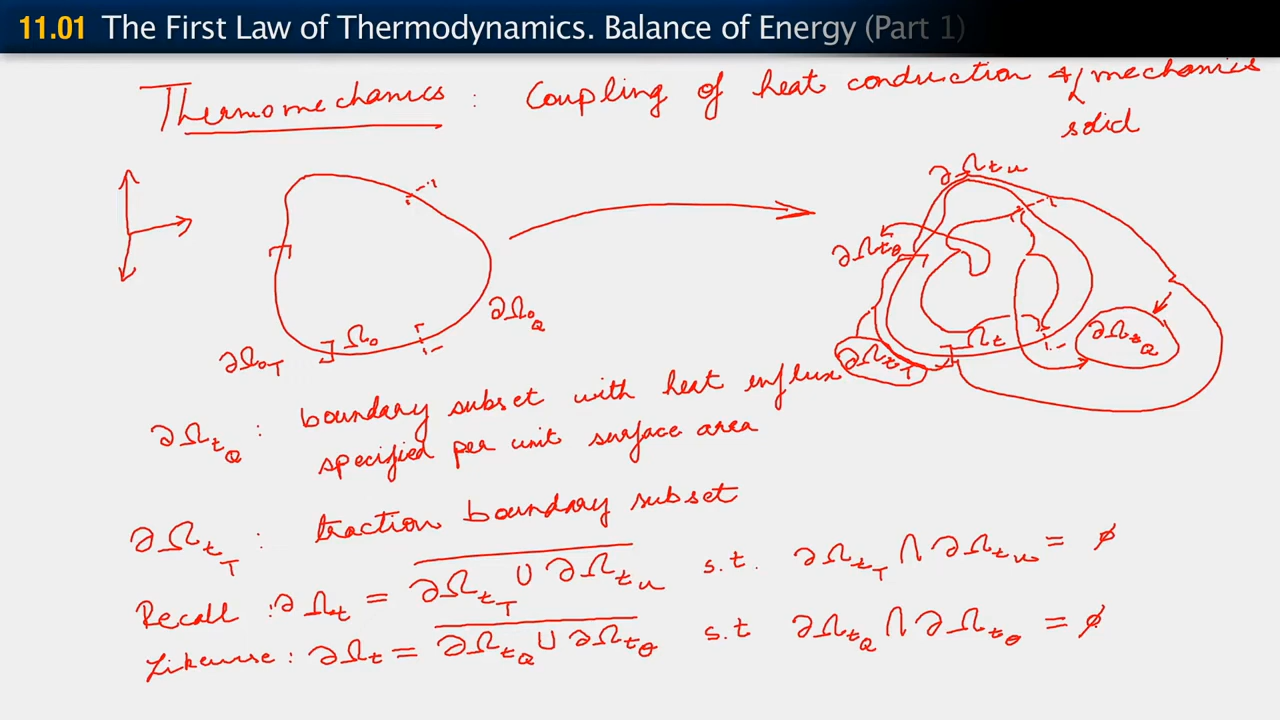 11.01 The First Law of Thermodynamics. Balance of Energy (Part 1)
Thermomechanics : Coupling of heat conduction & mechanics
solid
∂Ω_{t_u}
∂Ω_{t_θ}
∂Ω_{0_Q}
Ω_0
Ω_t
∂Ω_{t_Q}
∂Ω_{0_T}
∂Ω_{t_T}
∂Ω_{t_Q} : boundary subset with heat influx
specified per unit surface area
∂Ω_{t_T} : traction boundary subset
Recall : ∂Ω_t = \overline{∂Ω_{t_T} ∪ ∂Ω_{t_u}} s.t. ∂Ω_{t_T} ∩ ∂Ω_{t_u} = ϕ
Likewise : ∂Ω_t = \overline{∂Ω_{t_Q} ∪ ∂Ω_{t_θ}} s.t ∂Ω_{t_Q} ∩ ∂Ω_{t_θ} = ϕ